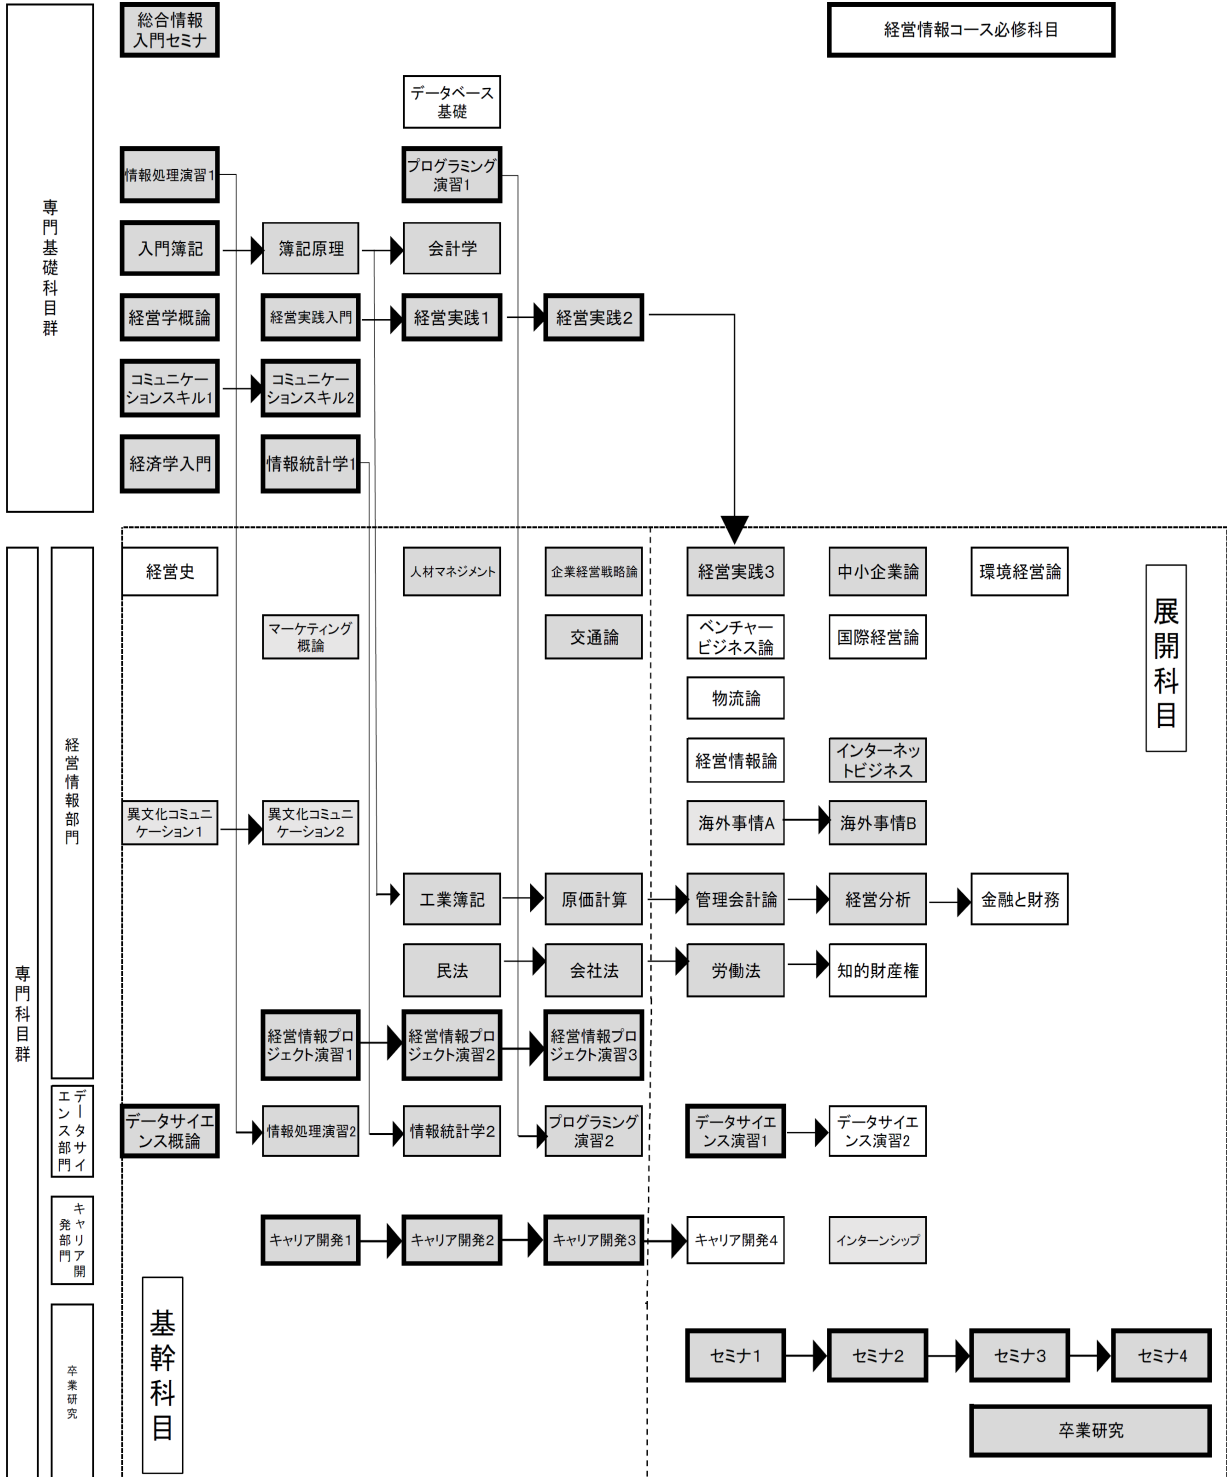 総合情報
入門セミナ
経営情報コース必修科目
専門基礎科目群
データベース
基礎
情報処理演習1
プログラミング
演習1
入門簿記
簿記原理
会計学
経営学概論
経営実践入門
経営実践1
経営実践2
コミュニケー
ションスキル1
コミュニケー
ションスキル2
経済学入門
情報統計学1
専門科目群
経営情報部門
経営史
人材マネジメント
企業経営戦略論
経営実践3
中小企業論
環境経営論
展開科目
マーケティング
概論
交通論
ベンチャー
ビジネス論
国際経営論
物流論
経営情報論
インターネッ
トビジネス
異文化コミュニ
ケーション1
異文化コミュニ
ケーション2
海外事情A
海外事情B
工業簿記
原価計算
管理会計論
経営分析
金融と財務
民法
会社法
労働法
知的財産権
経営情報プロ
ジェクト演習1
経営情報プロ
ジェクト演習2
経営情報プロ
ジェクト演習3
データサイ
エンス部門
データサイエ
ンス概論
情報処理演習2
情報統計学2
プログラミング
演習2
データサイエ
ンス演習1
データサイエ
ンス演習2
キャリア開
発部門
キャリア開発1
キャリア開発2
キャリア開発3
キャリア開発4
インターンシップ
基幹科目
卒業研究
セミナ1
セミナ2
セミナ3
セミナ4
卒業研究